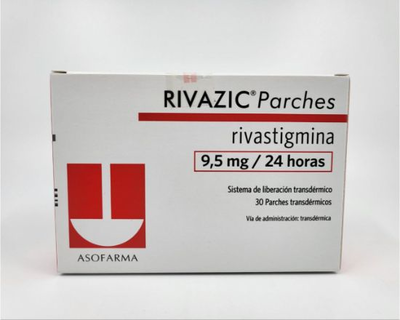 RIVAZIC® Parches
rivastigmina
9,5 mg / 24 horas
Sistema de liberación transdérmico
30 Parches transdérmicos
Vía de administración: transdérmica
ASOFARMA